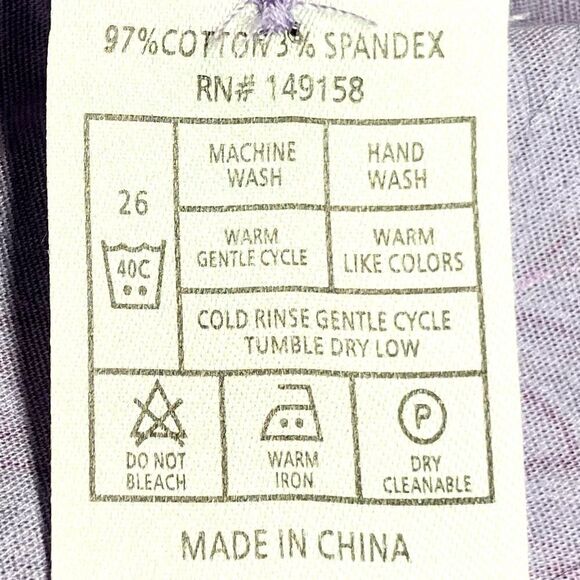 97% COTTON 3% SPANDEX
RN# 149158
26
40C
MACHINE
WASH
HAND
WASH
WARM
GENTLE CYCLE
WARM
LIKE COLORS
COLD RINSE GENTLE CYCLE
TUMBLE DRY LOW
DO NOT
BLEACH
WARM
IRON
P
DRY
CLEANABLE
MADE IN CHINA